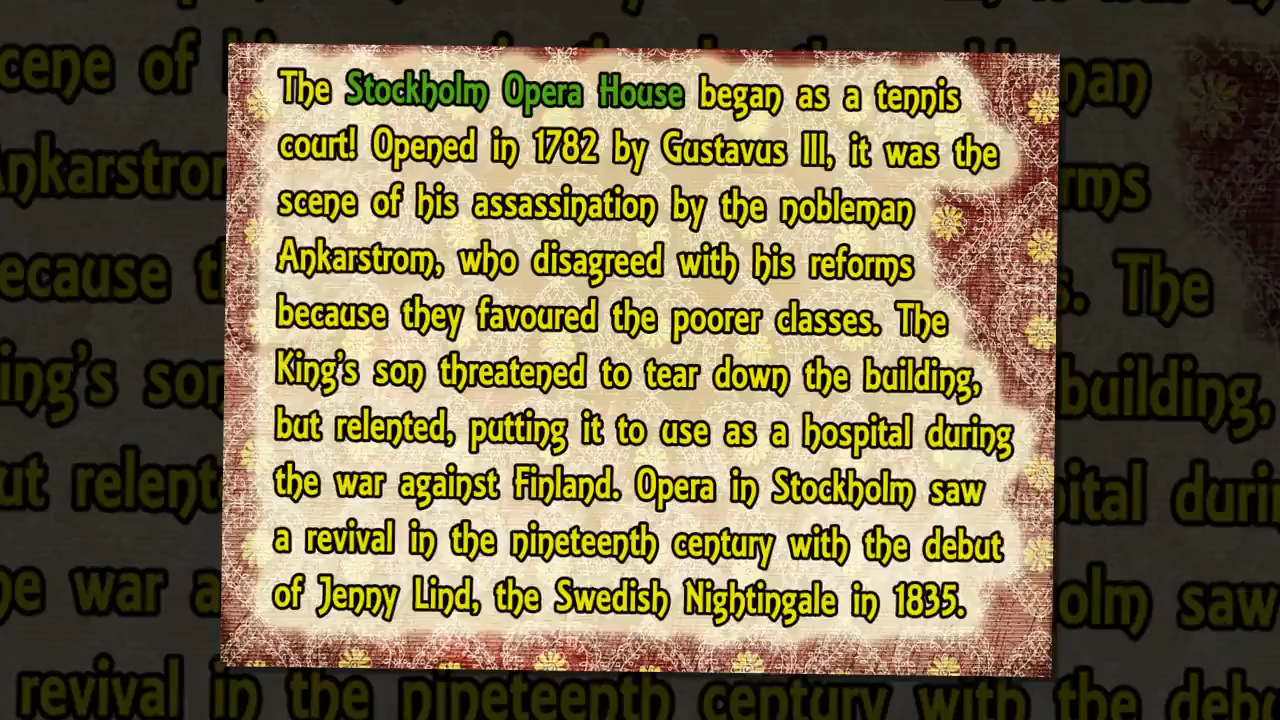 The Stockholm Opera House began as a tennis
court! Opened in 1782 by Gustavus III, it was the
scene of his assassination by the nobleman
Ankarstrom, who disagreed with his reforms
because they favoured the poorer classes. The
King's son threatened to tear down the building,
but relented, putting it to use as a hospital during
the war against Finland. Opera in Stockholm saw
a revival in the nineteenth century with the debut
of Jenny Lind, the Swedish Nightingale in 1835.